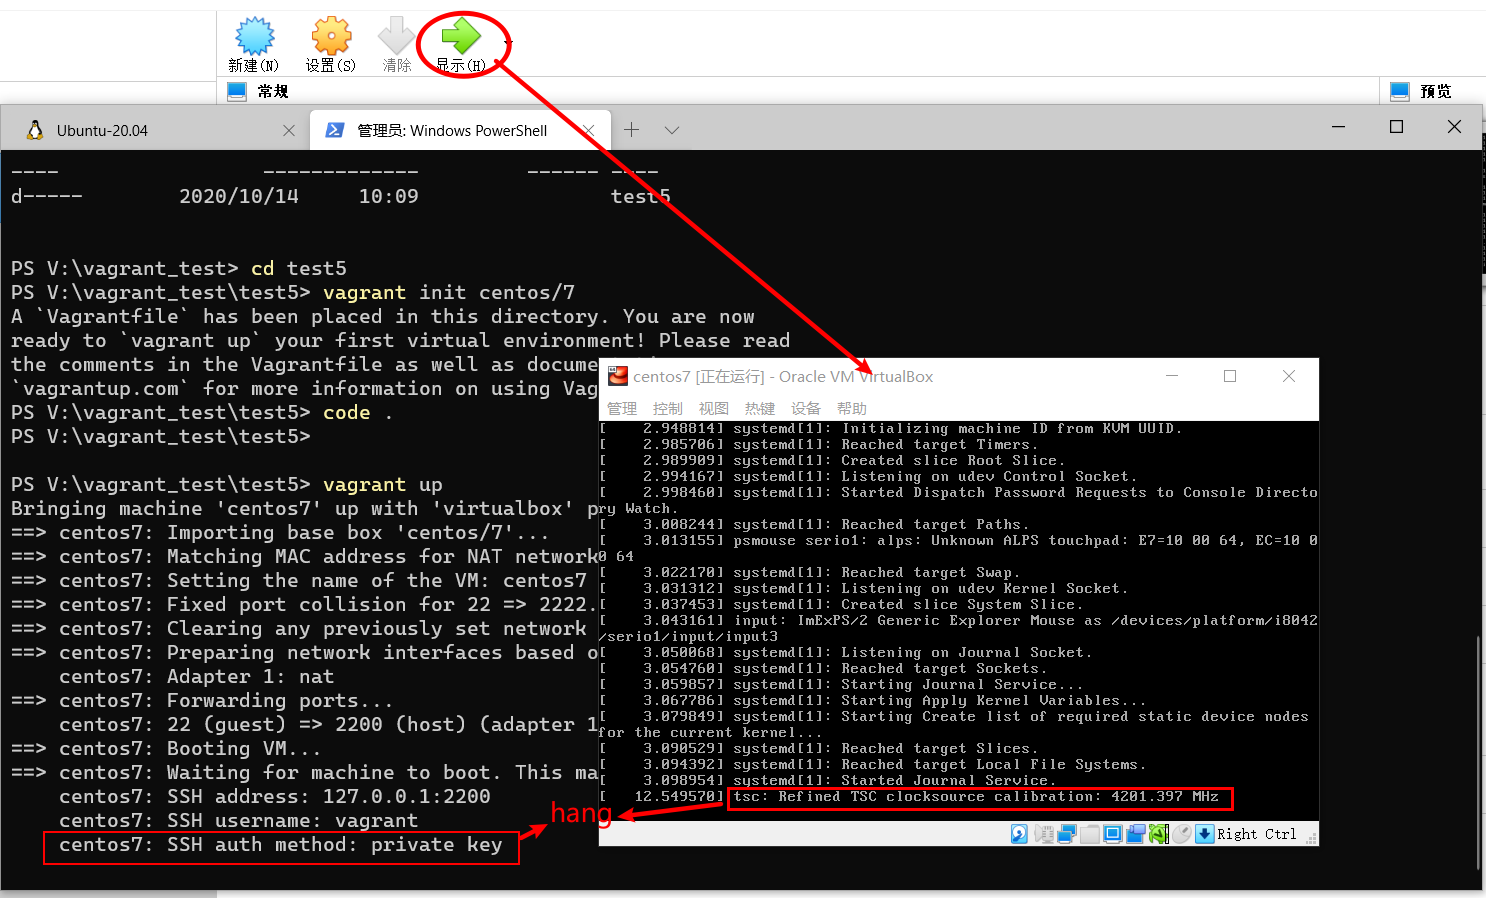 新建(N)
设置(S)
清除
显示(H)
常规
预览
Ubuntu-20.04
管理员: Windows PowerShell
---- ------------- ------ ----
d----- 2020/10/14 10:09 test5
PS V:\vagrant_test> cd test5
PS V:\vagrant_test\test5> vagrant init centos/7
A `Vagrantfile` has been placed in this directory. You are now
ready to `vagrant up` your first virtual environment! Please read
the comments in the Vagrantfile as well as docume
`vagrantup.com` for more information on using Vag
PS V:\vagrant_test\test5> code .
PS V:\vagrant_test\test5>
PS V:\vagrant_test\test5> vagrant up
Bringing machine 'centos7' up with 'virtualbox' p
==> centos7: Importing base box 'centos/7'...
==> centos7: Matching MAC address for NAT network
==> centos7: Setting the name of the VM: centos7
==> centos7: Fixed port collision for 22 => 2222.
==> centos7: Clearing any previously set network
==> centos7: Preparing network interfaces based o
centos7: Adapter 1: nat
==> centos7: Forwarding ports...
centos7: 22 (guest) => 2200 (host) (adapter 1
==> centos7: Booting VM...
==> centos7: Waiting for machine to boot. This ma
centos7: SSH address: 127.0.0.1:2200
centos7: SSH username: vagrant
centos7: SSH auth method: private key
hang
centos7 [正在运行] - Oracle VM VirtualBox
管理 控制 视图 热键 设备 帮助
[ 2.948814] systemd[1]: Initializing machine ID from KVM UUID.
[ 2.985706] systemd[1]: Reached target Timers.
[ 2.989909] systemd[1]: Created slice Root Slice.
[ 2.994167] systemd[1]: Listening on udev Control Socket.
[ 2.998460] systemd[1]: Started Dispatch Password Requests to Console Directo
ry Watch.
[ 3.008244] systemd[1]: Reached target Paths.
[ 3.013155] psmouse serio1: alps: Unknown ALPS touchpad: E7=10 00 64, EC=10 0
0 64
[ 3.022170] systemd[1]: Reached target Swap.
[ 3.031312] systemd[1]: Listening on udev Kernel Socket.
[ 3.037453] systemd[1]: Created slice System Slice.
[ 3.043161] input: ImExPS/2 Generic Explorer Mouse as /devices/platform/i8042
/serio1/input/input3
[ 3.050068] systemd[1]: Listening on Journal Socket.
[ 3.054760] systemd[1]: Reached target Sockets.
[ 3.059857] systemd[1]: Starting Journal Service...
[ 3.067786] systemd[1]: Starting Apply Kernel Variables...
[ 3.079849] systemd[1]: Starting Create list of required static device nodes
for the current kernel...
[ 3.090529] systemd[1]: Reached target Slices.
[ 3.094392] systemd[1]: Reached target Local File Systems.
[ 3.098954] systemd[1]: Started Journal Service.
[ 12.549570] tsc: Refined TSC clocksource calibration: 4201.397 MHz
Right Ctrl